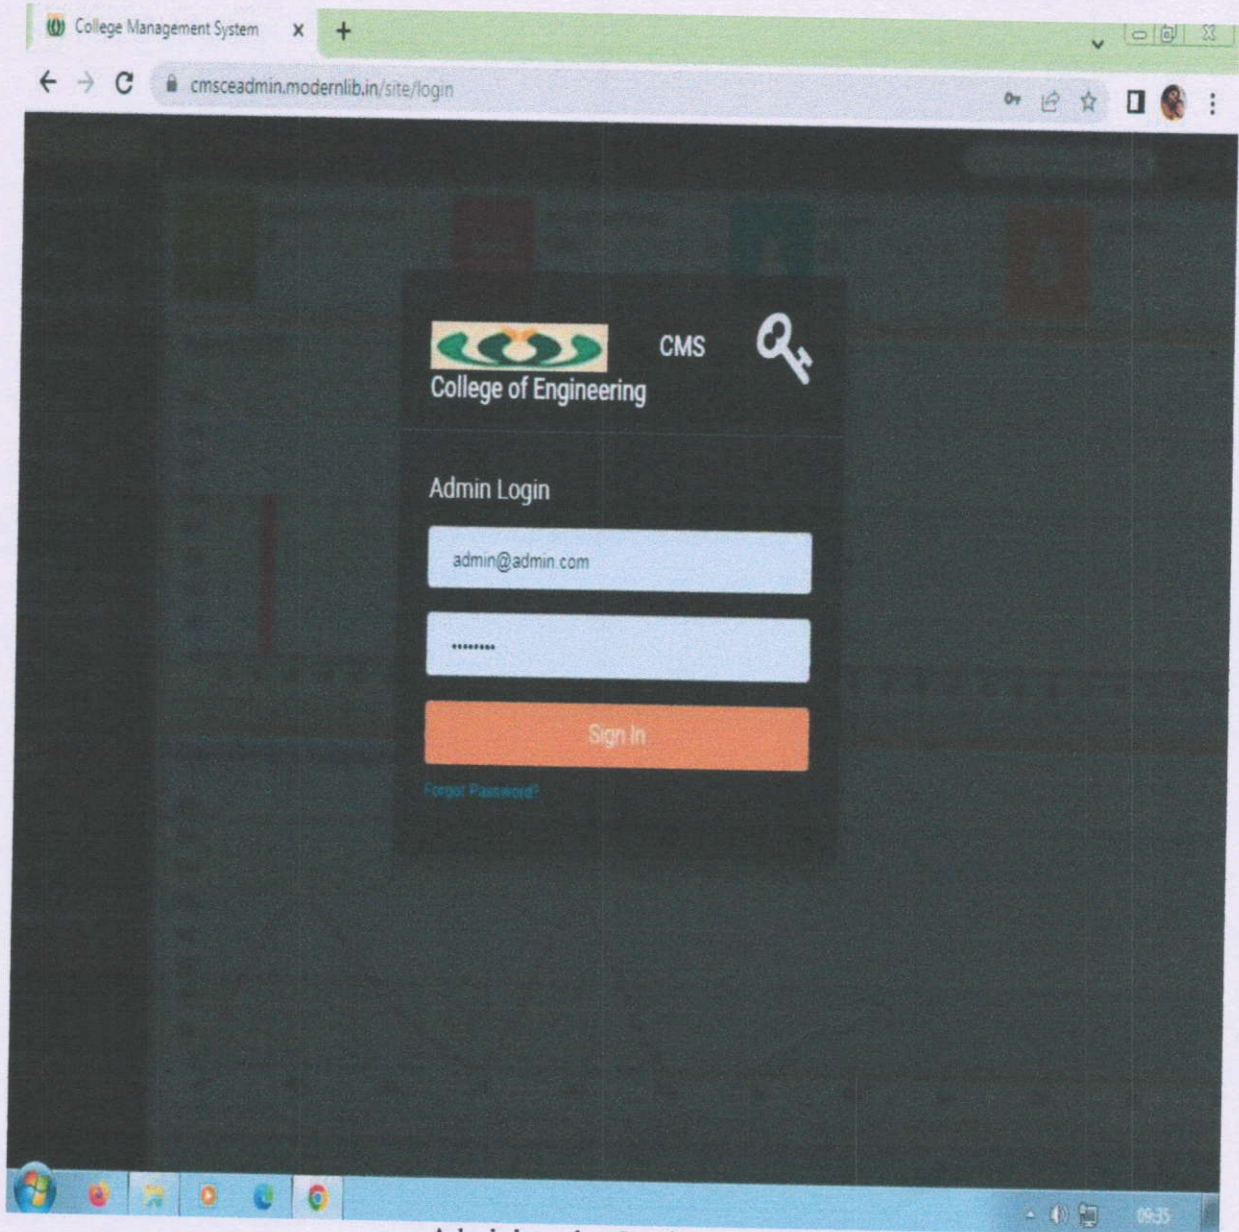 College Management System
cmsceadmin.modernlib.in/site/login
CMS
College of Engineering
Admin Login
admin@admin.com
••••••••
Sign In
Forgot Password?
09:35